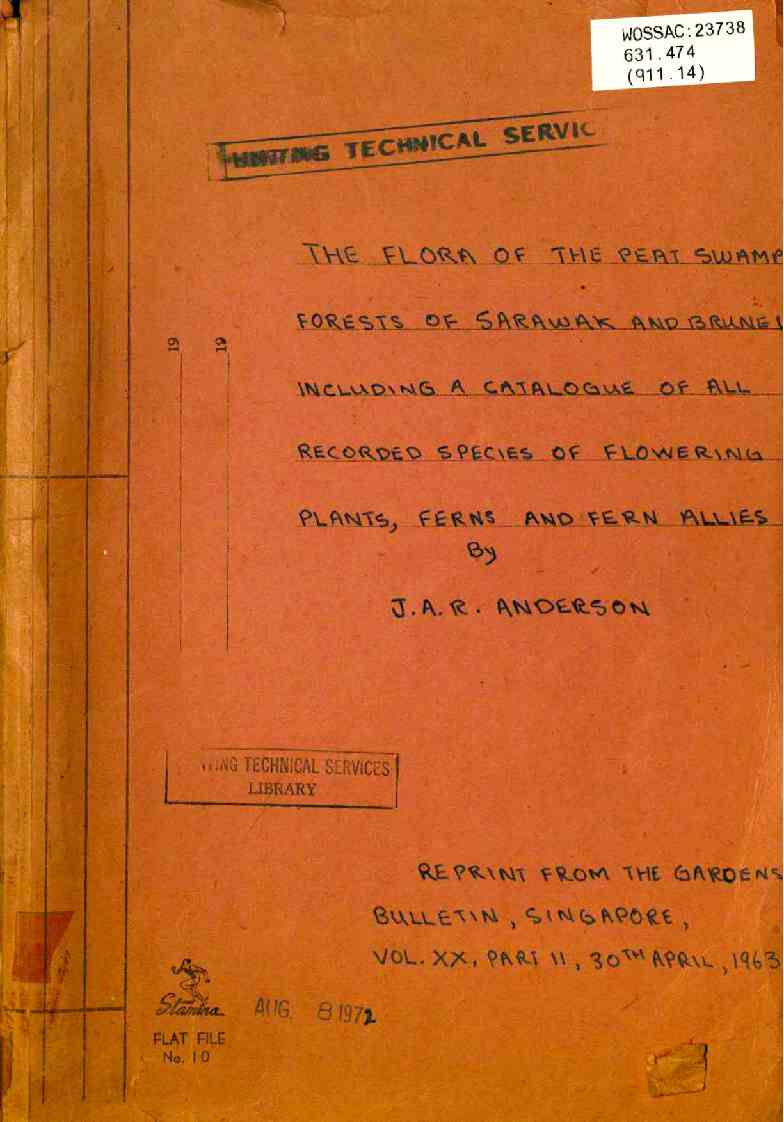 WOSSAC:23738
631.474
(911.14)
HUNTING TECHNICAL SERVIC
THE FLORA OF THE PEAT SWAMP
FORESTS OF SARAWAK AND BRUNEI
19 19
INCLUDING A CATALOGUE OF ALL
RECORDED SPECIES OF FLOWERING
PLANTS, FERNS AND FERN ALLIES
By
J.A.R. ANDERSON
TING TECHNICAL SERVICES
LIBRARY
REPRINT FROM THE GARDENS
BULLETIN, SINGAPORE,
VOL. XX, PART II, 30TH APRIL, 1963
AUG. 8 1972
FLAT FILE
No. 10